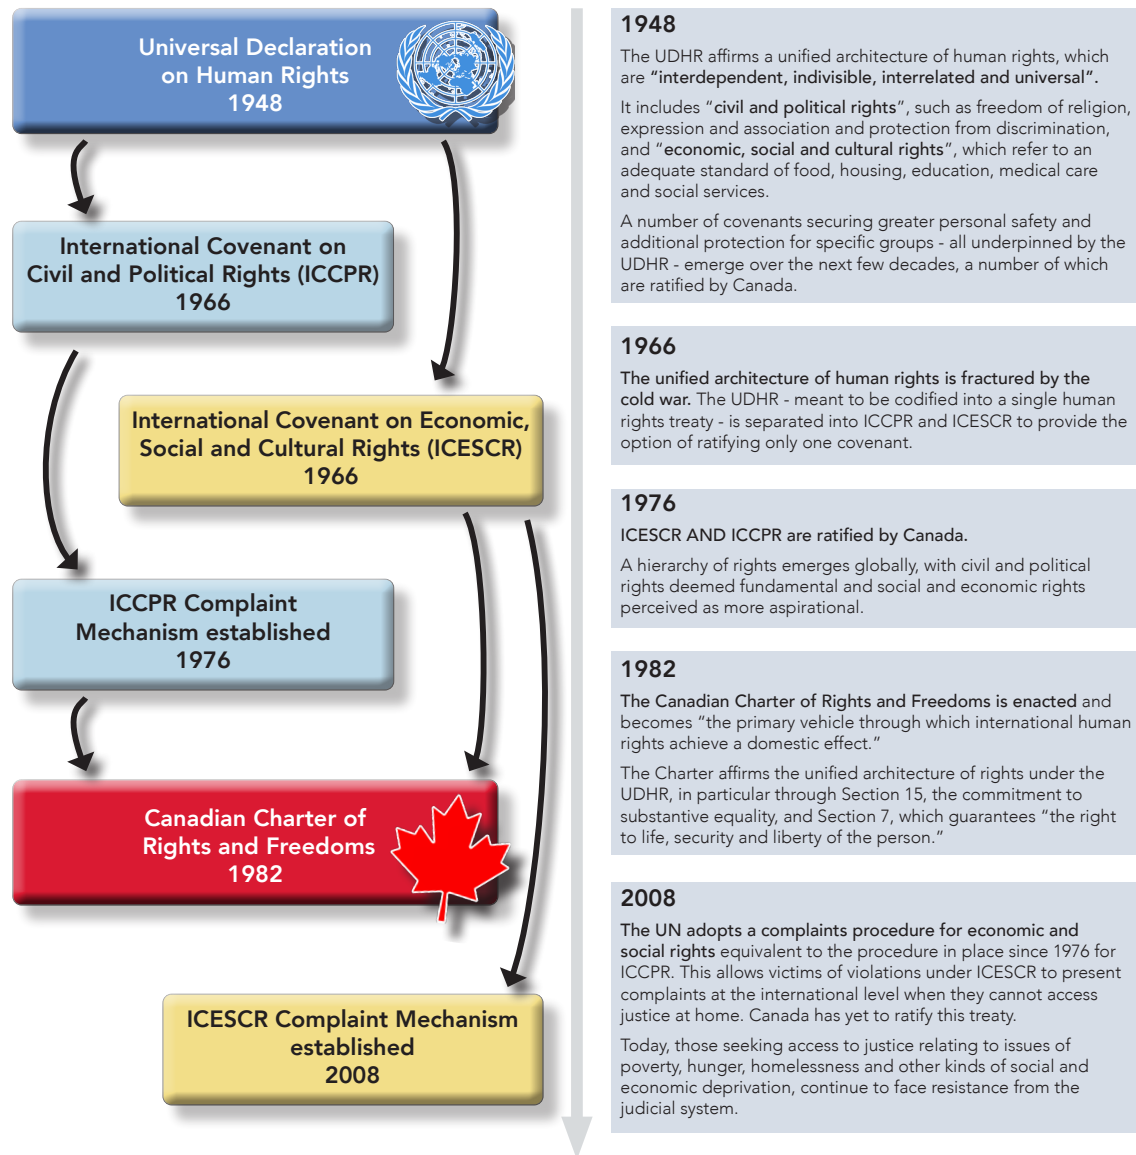 Universal Declaration
on Human Rights
1948
International Covenant on
Civil and Political Rights (ICCPR)
1966
International Covenant on Economic,
Social and Cultural Rights (ICESCR)
1966
ICCPR Complaint
Mechanism established
1976
Canadian Charter of
Rights and Freedoms
1982
ICESCR Complaint Mechanism
established
2008
1948
The UDHR affirms a unified architecture of human rights, which
are “interdependent, indivisible, interrelated and universal”.
It includes “civil and political rights”, such as freedom of religion,
expression and association and protection from discrimination,
and “economic, social and cultural rights”, which refer to an
adequate standard of food, housing, education, medical care
and social services.
A number of covenants securing greater personal safety and
additional protection for specific groups - all underpinned by the
UDHR - emerge over the next few decades, a number of which
are ratified by Canada.
1966
The unified architecture of human rights is fractured by the
cold war. The UDHR - meant to be codified into a single human
rights treaty - is separated into ICCPR and ICESCR to provide the
option of ratifying only one covenant.
1976
ICESCR AND ICCPR are ratified by Canada.
A hierarchy of rights emerges globally, with civil and political
rights deemed fundamental and social and economic rights
perceived as more aspirational.
1982
The Canadian Charter of Rights and Freedoms is enacted and
becomes “the primary vehicle through which international human
rights achieve a domestic effect.”
The Charter affirms the unified architecture of rights under the
UDHR, in particular through Section 15, the commitment to
substantive equality, and Section 7, which guarantees “the right
to life, security and liberty of the person.”
2008
The UN adopts a complaints procedure for economic and
social rights equivalent to the procedure in place since 1976 for
ICCPR. This allows victims of violations under ICESCR to present
complaints at the international level when they cannot access
justice at home. Canada has yet to ratify this treaty.
Today, those seeking access to justice relating to issues of
poverty, hunger, homelessness and other kinds of social and
economic deprivation, continue to face resistance from the
judicial system.